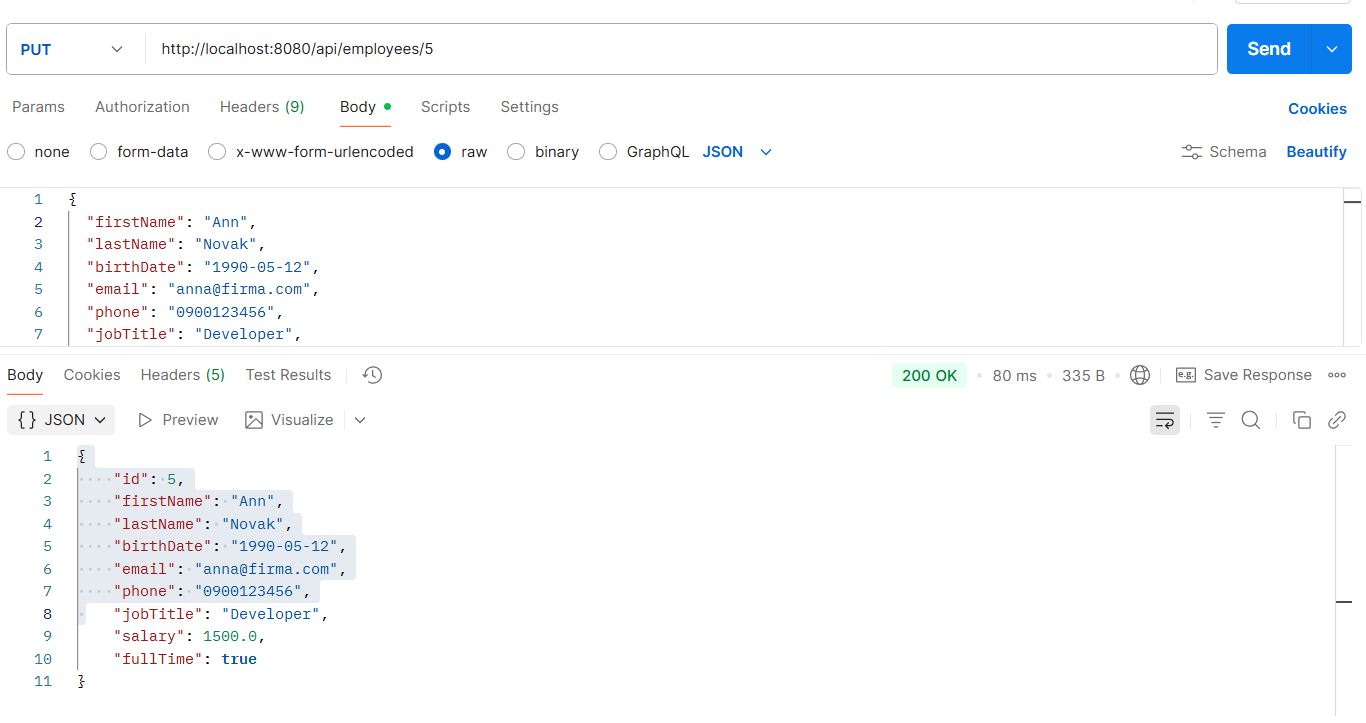 PUT http://localhost:8080/api/employees/5 Send
Params Authorization Headers (9) Body Scripts Settings Cookies
none form-data x-www-form-urlencoded raw binary GraphQL JSON Schema Beautify
1 {
2 "firstName": "Ann",
3 "lastName": "Novak",
4 "birthDate": "1990-05-12",
5 "email": "anna@firma.com",
6 "phone": "0900123456",
7 "jobTitle": "Developer",
Body Cookies Headers (5) Test Results 200 OK 80 ms 335 B e.g. Save Response
{} JSON Preview Visualize
1 {
2 "id": 5,
3 "firstName": "Ann",
4 "lastName": "Novak",
5 "birthDate": "1990-05-12",
6 "email": "anna@firma.com",
7 "phone": "0900123456",
8 "jobTitle": "Developer",
9 "salary": 1500.0,
10 "fullTime": true
11 }